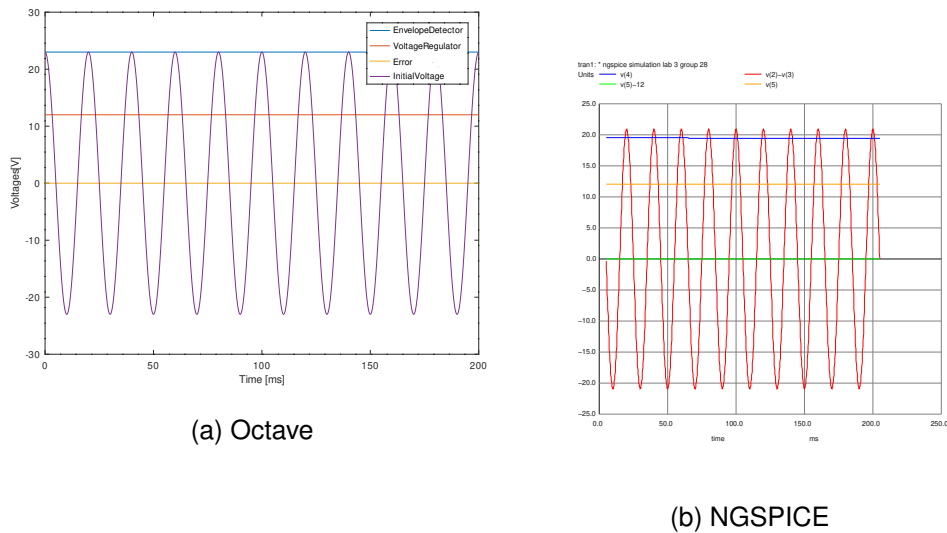 30
20
10
0
-10
-20
-30
Voltages[V]
EnvelopeDetector
VoltageRegulator
Error
InitialVoltage
0 50 100 150 200
Time [ms]
(a) Octave
tran1: * ngspice simulation lab 3 group 28
Units v(4) v(2)-v(3)
v(5)-12 v(5)
25.0
20.0
15.0
10.0
5.0
0.0
-5.0
-10.0
-15.0
-20.0
-25.0
0.0 50.0 100.0 150.0 200.0 250.0
time ms
(b) NGSPICE